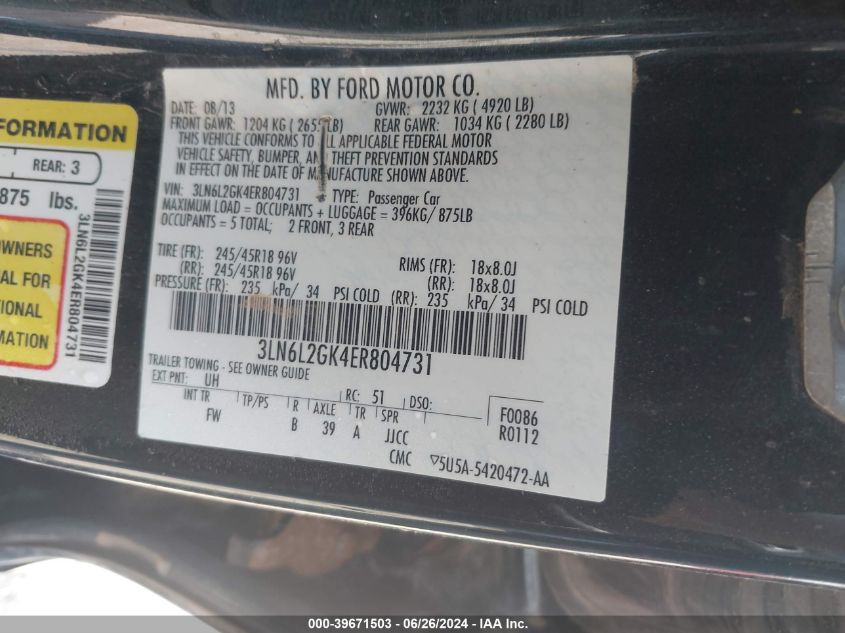 MFD. BY FORD MOTOR CO.
DATE: 08/13 GVWR: 2232 KG ( 4920 LB)
FRONT GAWR: 1204 KG ( 265 LB) REAR GAWR: 1034 KG ( 2280 LB)
THIS VEHICLE CONFORMS TO ALL APPLICABLE FEDERAL MOTOR
VEHICLE SAFETY, BUMPER, AND THEFT PREVENTION STANDARDS
IN EFFECT ON THE DATE OF MANUFACTURE SHOWN ABOVE.
VIN: 3LN6L2GK4ER804731 TYPE: Passenger Car
MAXIMUM LOAD = OCCUPANTS + LUGGAGE = 396KG/ 875LB
OCCUPANTS = 5 TOTAL; 2 FRONT, 3 REAR
TIRE (FR): 245/45R18 96V RIMS (FR): 18x8.0J
(RR): 245/45R18 96V (RR): 18x8.0J
PRESSURE (FR): 235 kPa/ 34 PSI COLD (RR): 235 kPa/ 34 PSI COLD
3LN6L2GK4ER804731
TRAILER TOWING - SEE OWNER GUIDE
EXT PNT: UH RC: 51 DSO:
INT TR TP/PS R AXLE TR SPR F0086
FW B 39 A JJCC R0112
CMC ▽5U5A-5420472-AA
FORMATION
REAR: 3
875 lbs.
OWNERS
AL FOR
TIONAL
MATION
3LN6L2GK4ER804731
000-39671503 - 06/26/2024 - IAAI.COM